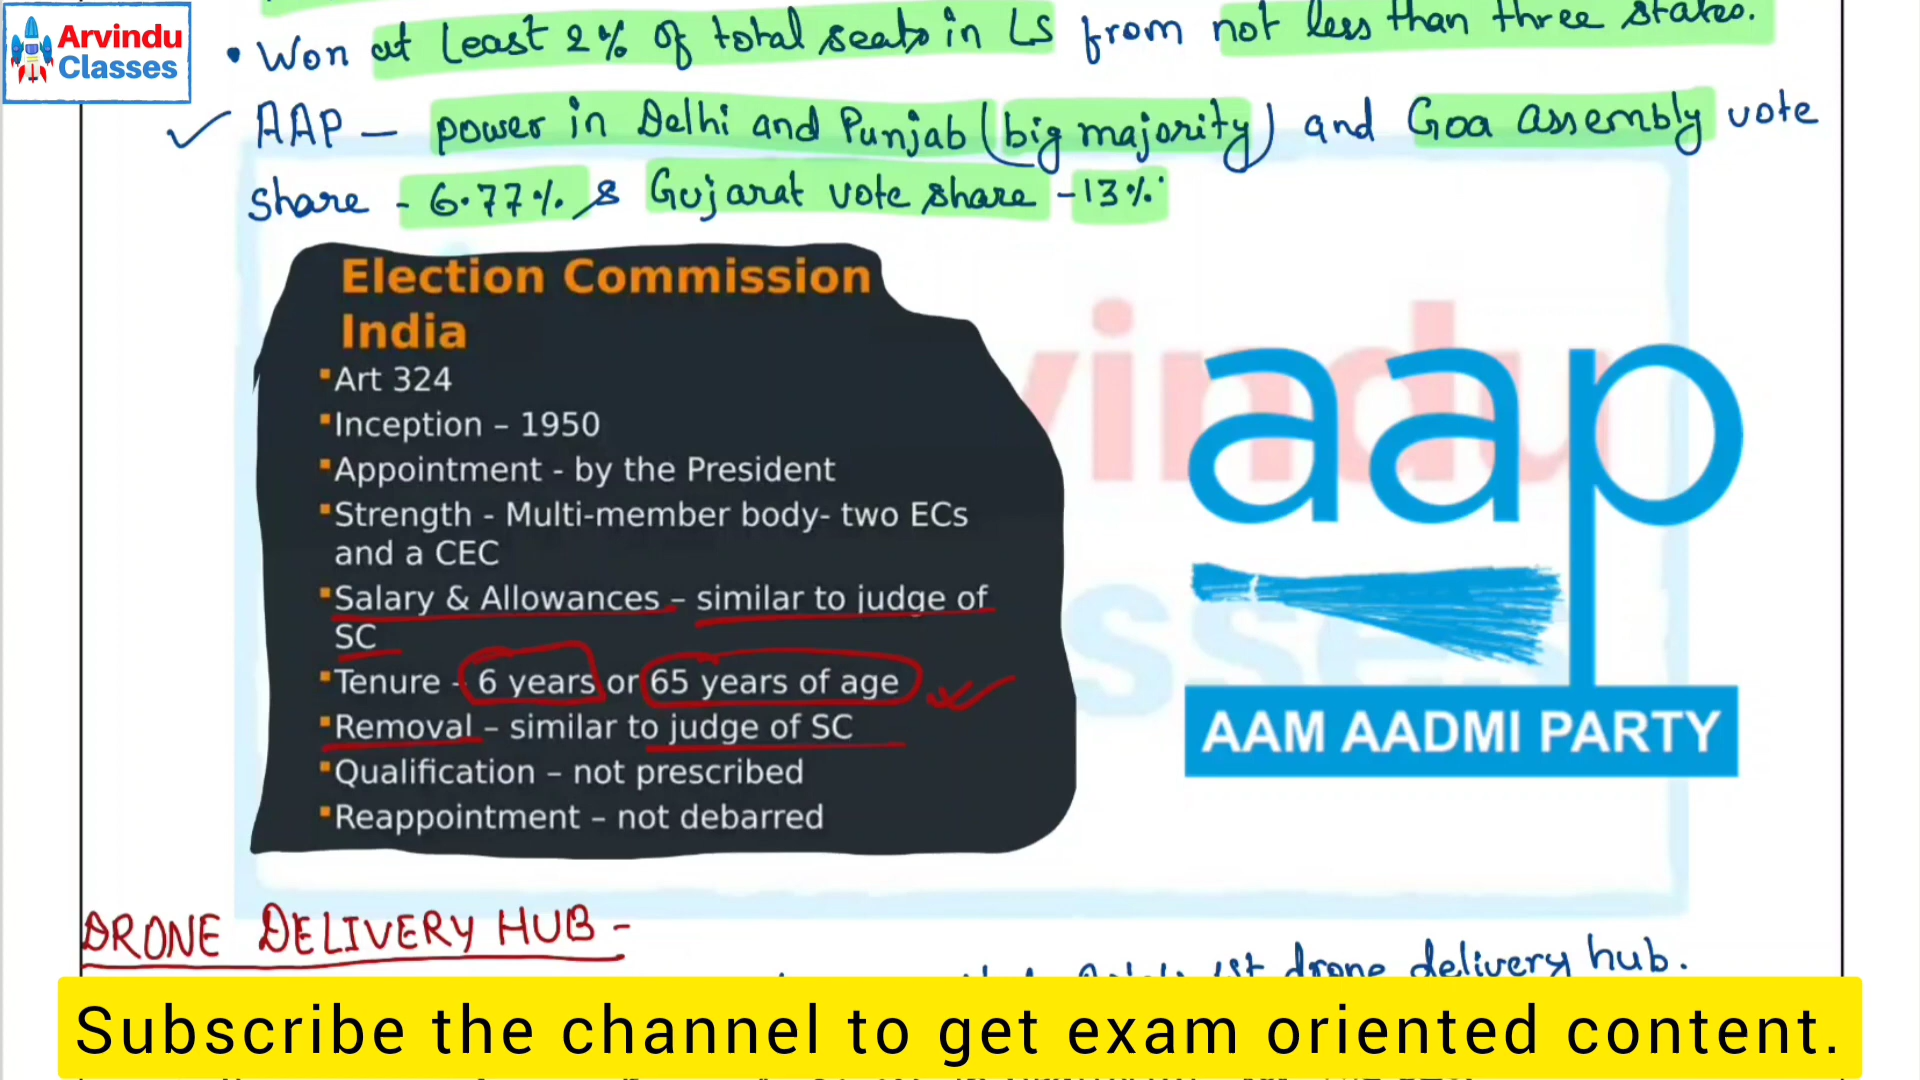 Arvindu
Classes
• Won at least 2% of total seats in LS from not less than three states.
✓ AAP – power in Delhi and Punjab (big majority) and Goa assembly vote
share - 6.77% & Gujarat vote share -13%
Election Commission
India
Art 324
Inception – 1950
Appointment - by the President
Strength - Multi-member body- two ECs
and a CEC
Salary & Allowances – similar to judge of
SC
Tenure - 6 years or 65 years of age
Removal – similar to judge of SC
Qualification – not prescribed
Reappointment – not debarred
aap
AAM AADMI PARTY
DRONE DELIVERY HUB -
1st drone delivery hub.
Subscribe the channel to get exam oriented content.